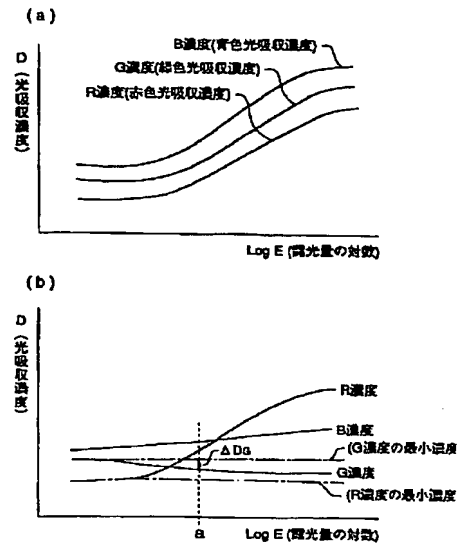 (a)
D(光吸収濃度)
B濃度(青色光吸収濃度)
G濃度(緑色光吸収濃度)
R濃度(赤色光吸収濃度)
Log E (露光量の対数)
(b)
D(光吸収濃度)
R濃度
B濃度
(G濃度の最小濃度
ΔDG
G濃度
(R濃度の最小濃度
a
Log E (露光量の対数)